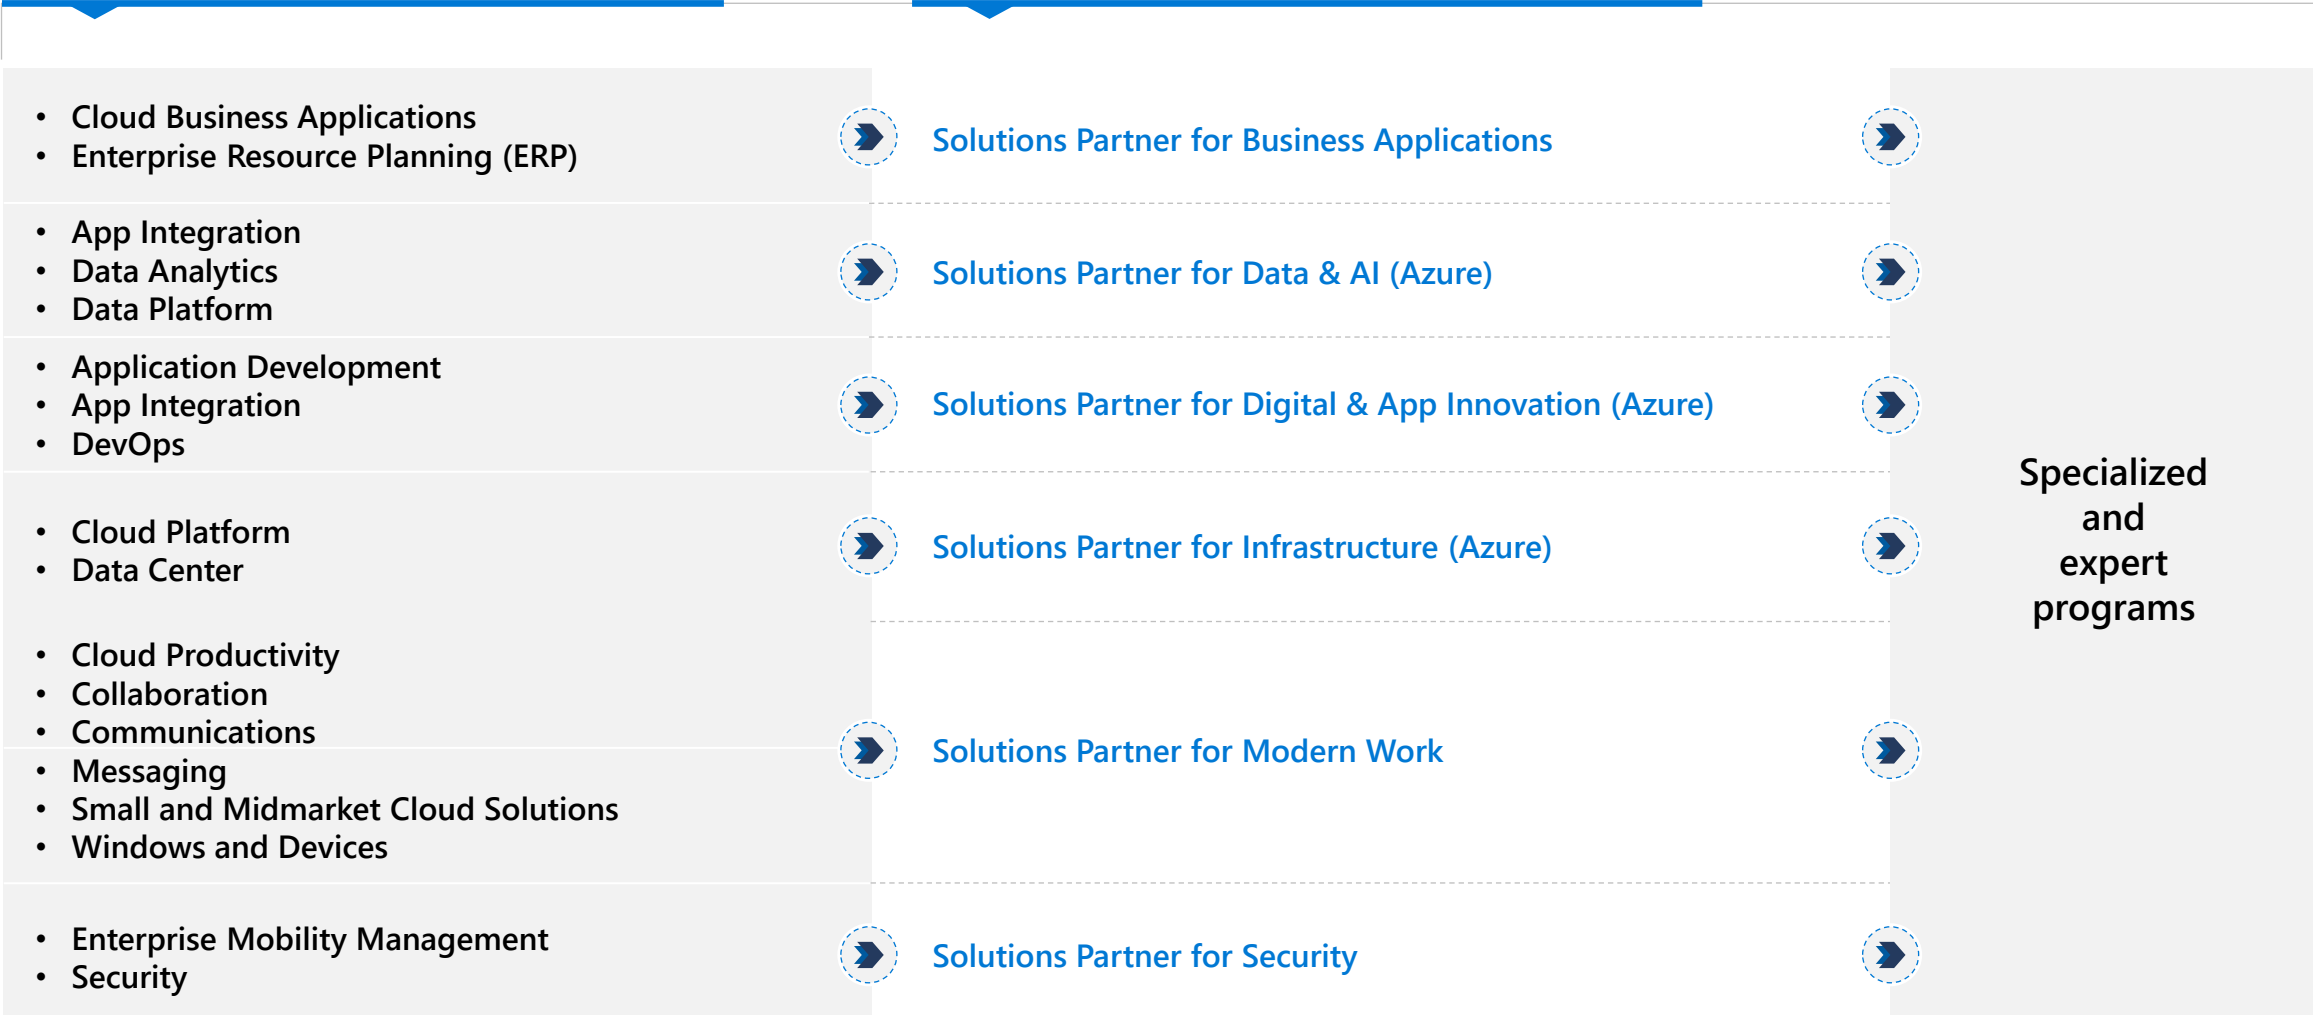 • Cloud Business Applications
• Enterprise Resource Planning (ERP)
Solutions Partner for Business Applications
• App Integration
• Data Analytics
• Data Platform
Solutions Partner for Data & AI (Azure)
• Application Development
• App Integration
• DevOps
Solutions Partner for Digital & App Innovation (Azure)
• Cloud Platform
• Data Center
Solutions Partner for Infrastructure (Azure)
• Cloud Productivity
• Collaboration
• Communications
• Messaging
• Small and Midmarket Cloud Solutions
• Windows and Devices
Solutions Partner for Modern Work
• Enterprise Mobility Management
• Security
Solutions Partner for Security
Specialized
and
expert
programs